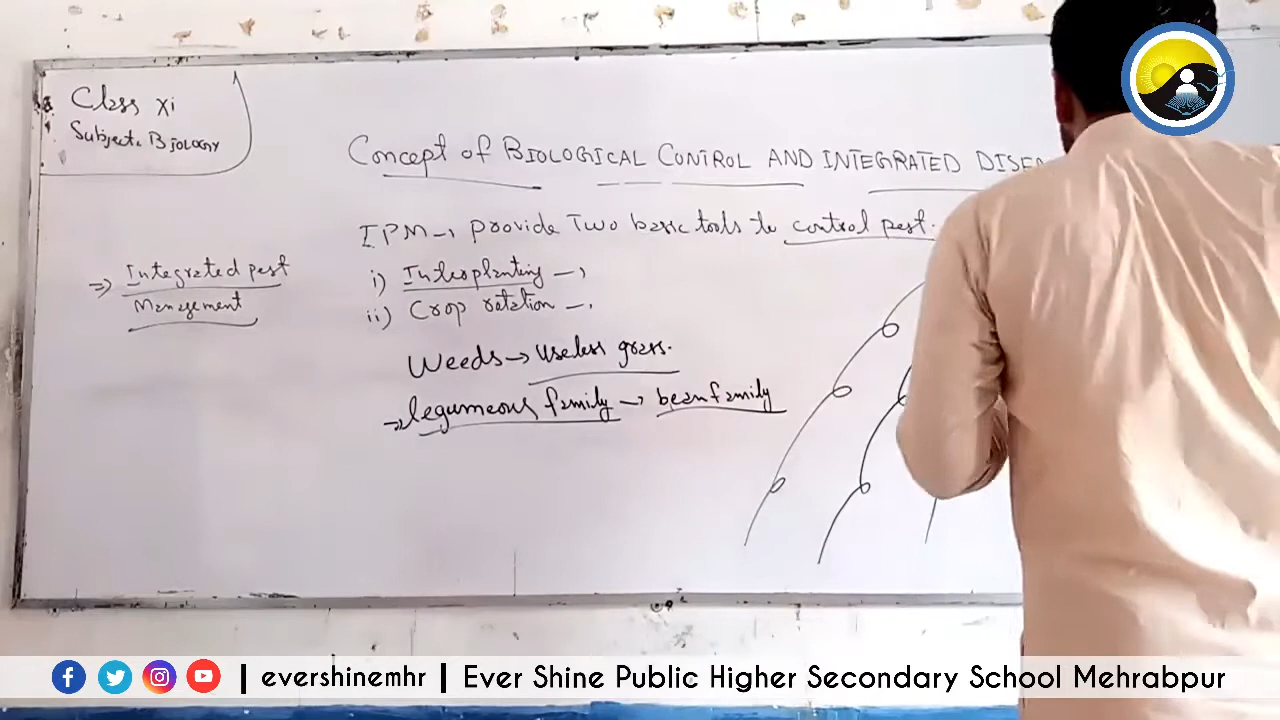 Class XI
Subject: BIOLOGY
Concept of BIOLOGICAL CONTROL AND INTEGRATED DISEA
IPM → provide Two basic tools to control pest.
⇒ Integrated pest
Management
i) Interplanting →
ii) Crop rotation →
Weeds → useless grass.
→ legumeous family → bean family
| evershinemhr | Ever Shine Public Higher Secondary School Mehrabpur